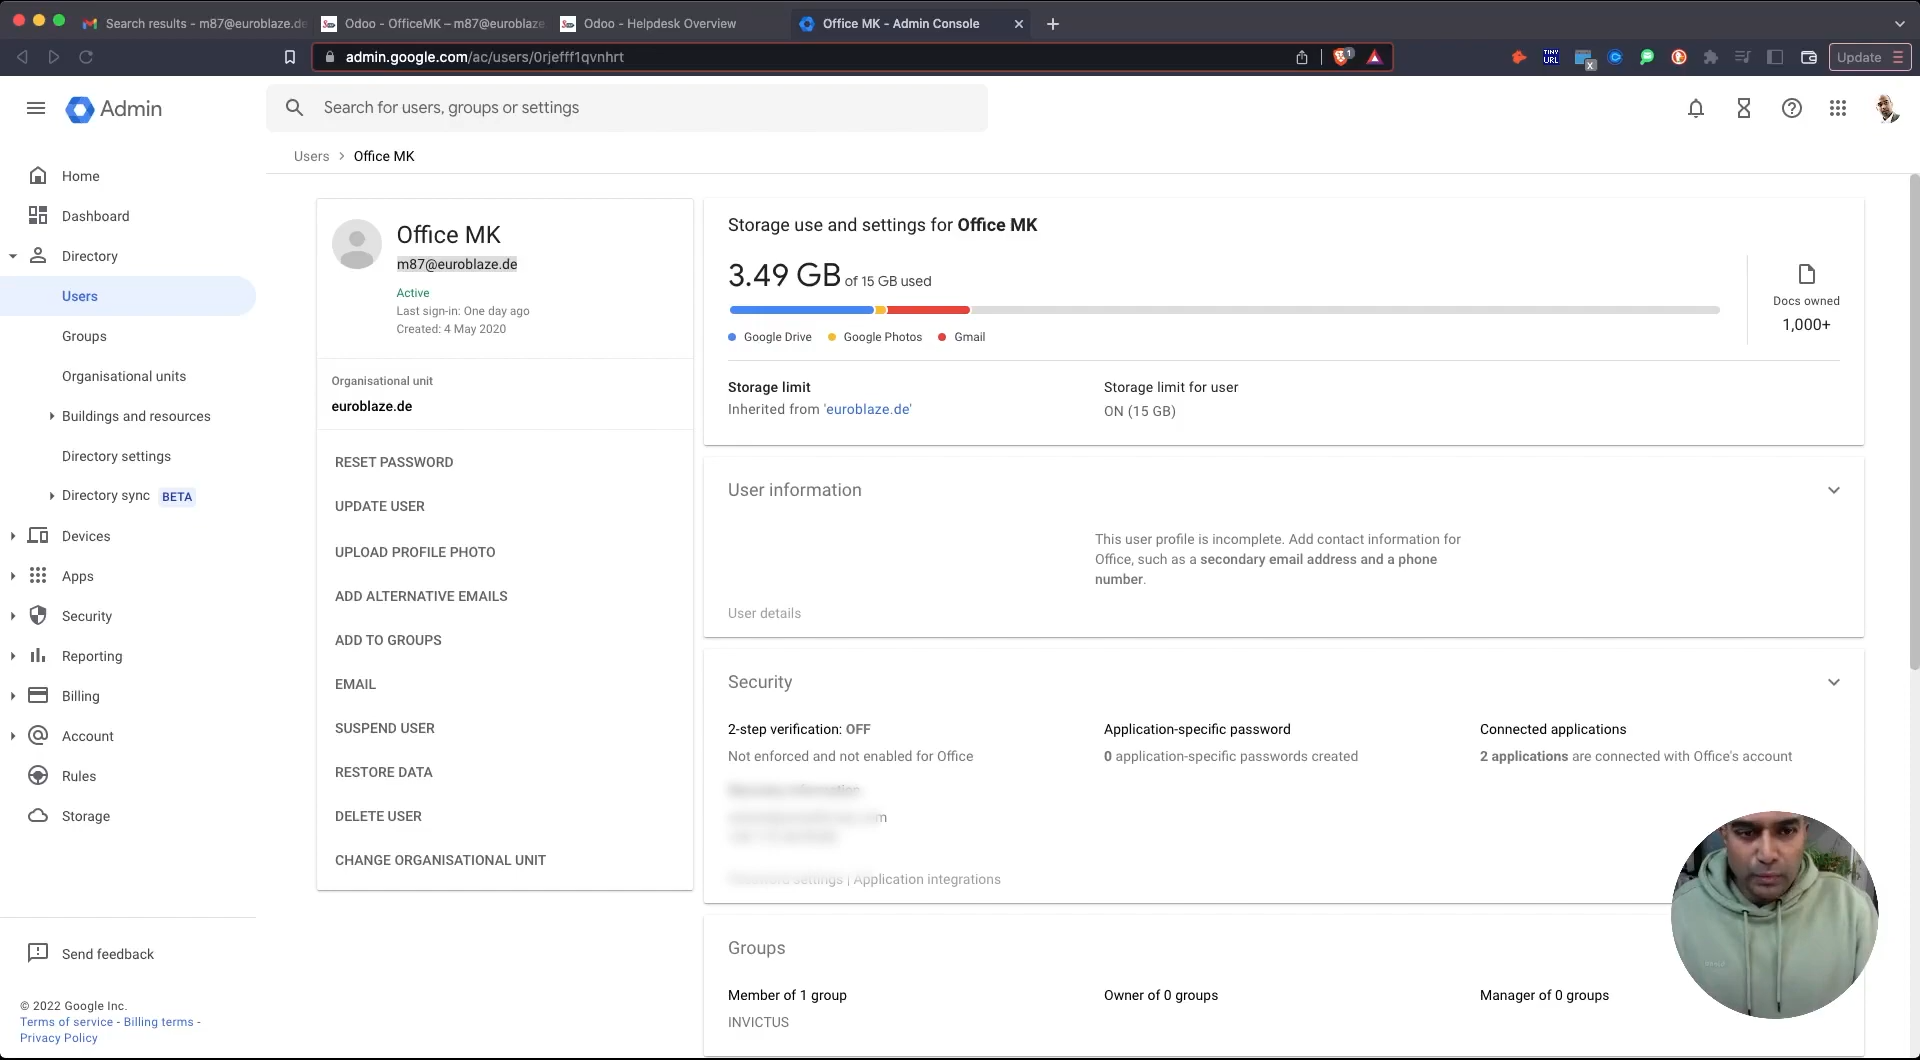 Search results - m87@euroblaze.de
Odoo - OfficeMK – m87@euroblaze
Odoo - Helpdesk Overview
Office MK - Admin Console
admin.google.com/ac/users/0rjefff1qvnhrt
1
TINY
URL
X
Update
Admin
Search for users, groups or settings
Users
Office MK
Home
Dashboard
Directory
Users
Groups
Organisational units
Buildings and resources
Directory settings
Directory sync BETA
Devices
Apps
Security
Reporting
Billing
Account
Rules
Storage
Send feedback
© 2022 Google Inc.
Terms of service - Billing terms -
Privacy Policy
Office MK
m87@euroblaze.de
Active
Last sign-in: One day ago
Created: 4 May 2020
Organisational unit
euroblaze.de
RESET PASSWORD
UPDATE USER
UPLOAD PROFILE PHOTO
ADD ALTERNATIVE EMAILS
ADD TO GROUPS
EMAIL
SUSPEND USER
RESTORE DATA
DELETE USER
CHANGE ORGANISATIONAL UNIT
Storage use and settings for Office MK
3.49 GB of 15 GB used
Google Drive Google Photos Gmail
Docs owned
1,000+
Storage limit
Inherited from 'euroblaze.de'
Storage limit for user
ON (15 GB)
User information
This user profile is incomplete. Add contact information for
Office, such as a secondary email address and a phone
number.
User details
Security
2-step verification: OFF
Not enforced and not enabled for Office
Application-specific password
0 application-specific passwords created
Connected applications
2 applications are connected with Office's account
settings | Application integrations
Groups
Member of 1 group
INVICTUS
Owner of 0 groups
Manager of 0 groups